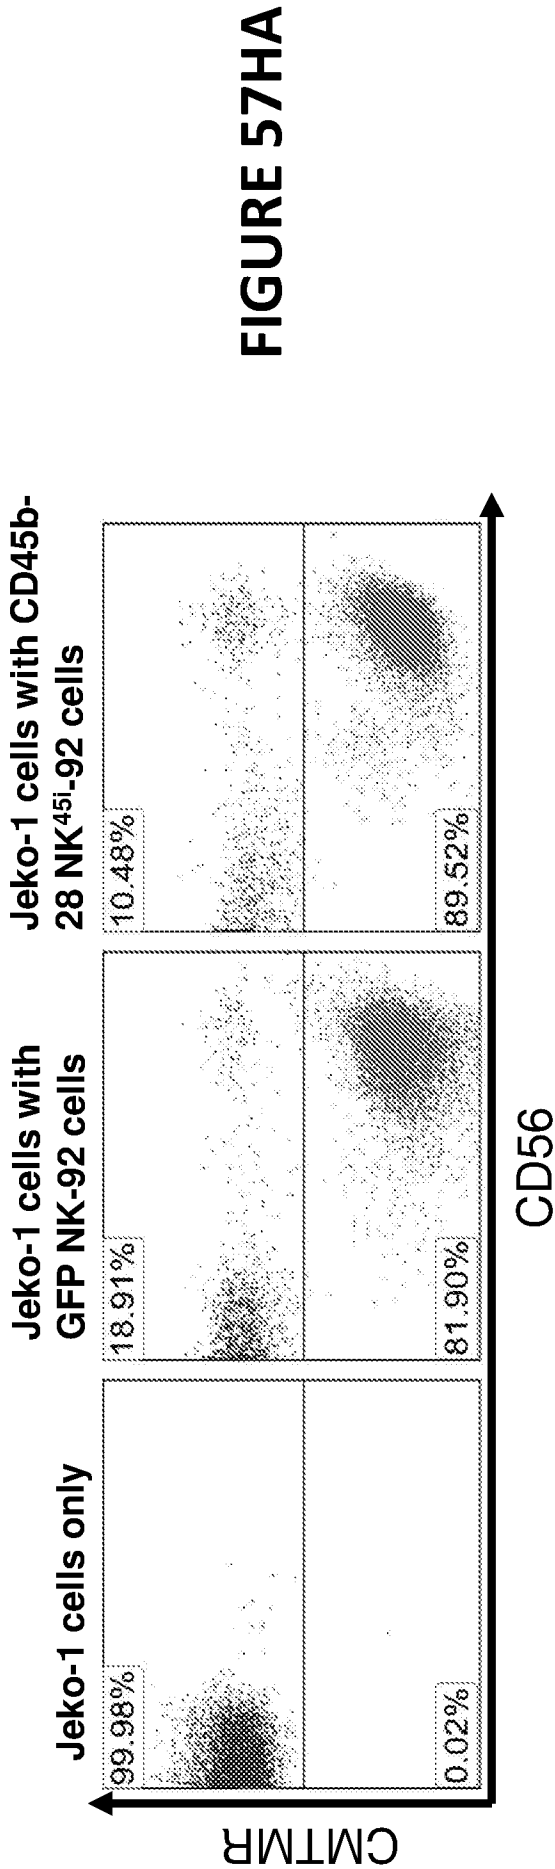 Jeko-1 cells only
Jeko-1 cells with
GFP NK-92 cells
Jeko-1 cells with CD45b-
28 NK⁴⁵ⁱ-92 cells
99.98%
18.91%
10.48%
0.02%
81.90%
89.52%
CMTMR
CD56
FIGURE 57HA